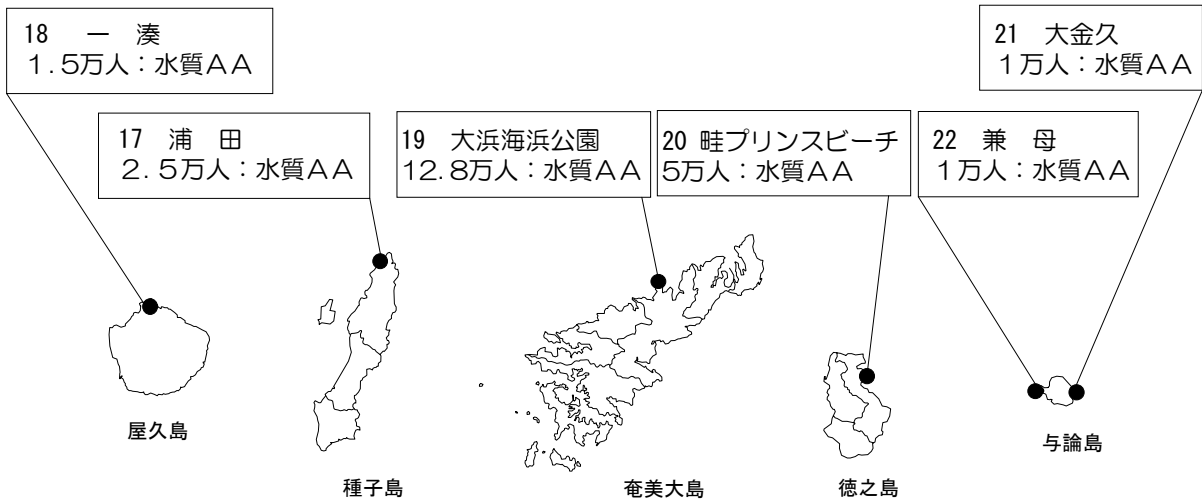 18 一 湊
1.5万人:水質AA
21 大金久
1万人:水質AA
17 浦 田
2.5万人:水質AA
19 大浜海浜公園
12.8万人:水質AA
20 畦プリンスビーチ
5万人:水質AA
22 兼 母
1万人:水質AA
屋久島
種子島
奄美大島
徳之島
与論島